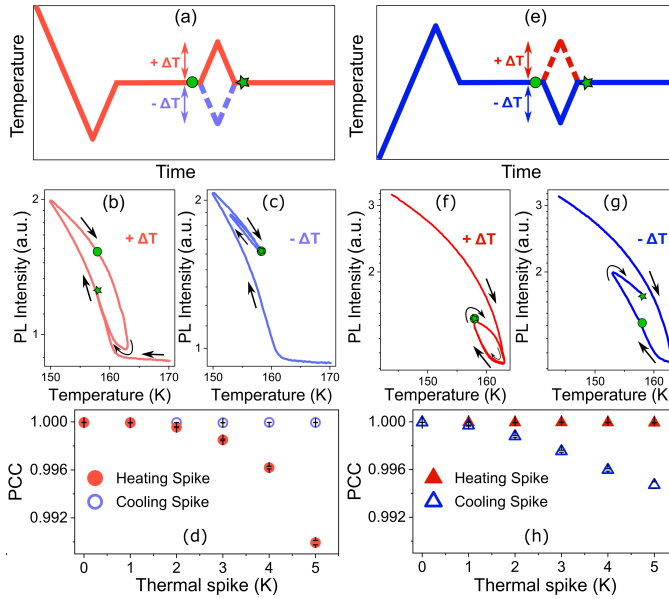 (a)
+ ΔT
- ΔT
Temperature
Time
(e)
+ ΔT
- ΔT
Temperature
Time
(b)
+ ΔT
2
1
PL Intensity (a.u.)
150 160 170
Temperature (K)
(c)
- ΔT
2
1
PL Intensity (a.u.)
150 160 170
Temperature (K)
(f)
+ ΔT
3
2
1
PL Intensity (a.u.)
150 160
Temperature (K)
(g)
- ΔT
3
2
1
PL Intensity (a.u.)
150 160
Temperature (K)
1.000
0.996
0.992
PCC
Heating Spike
Cooling Spike
(d)
0 1 2 3 4 5
Thermal spike (K)
1.000
0.996
0.992
PCC
Heating Spike
Cooling Spike
(h)
0 1 2 3 4 5
Thermal spike (K)